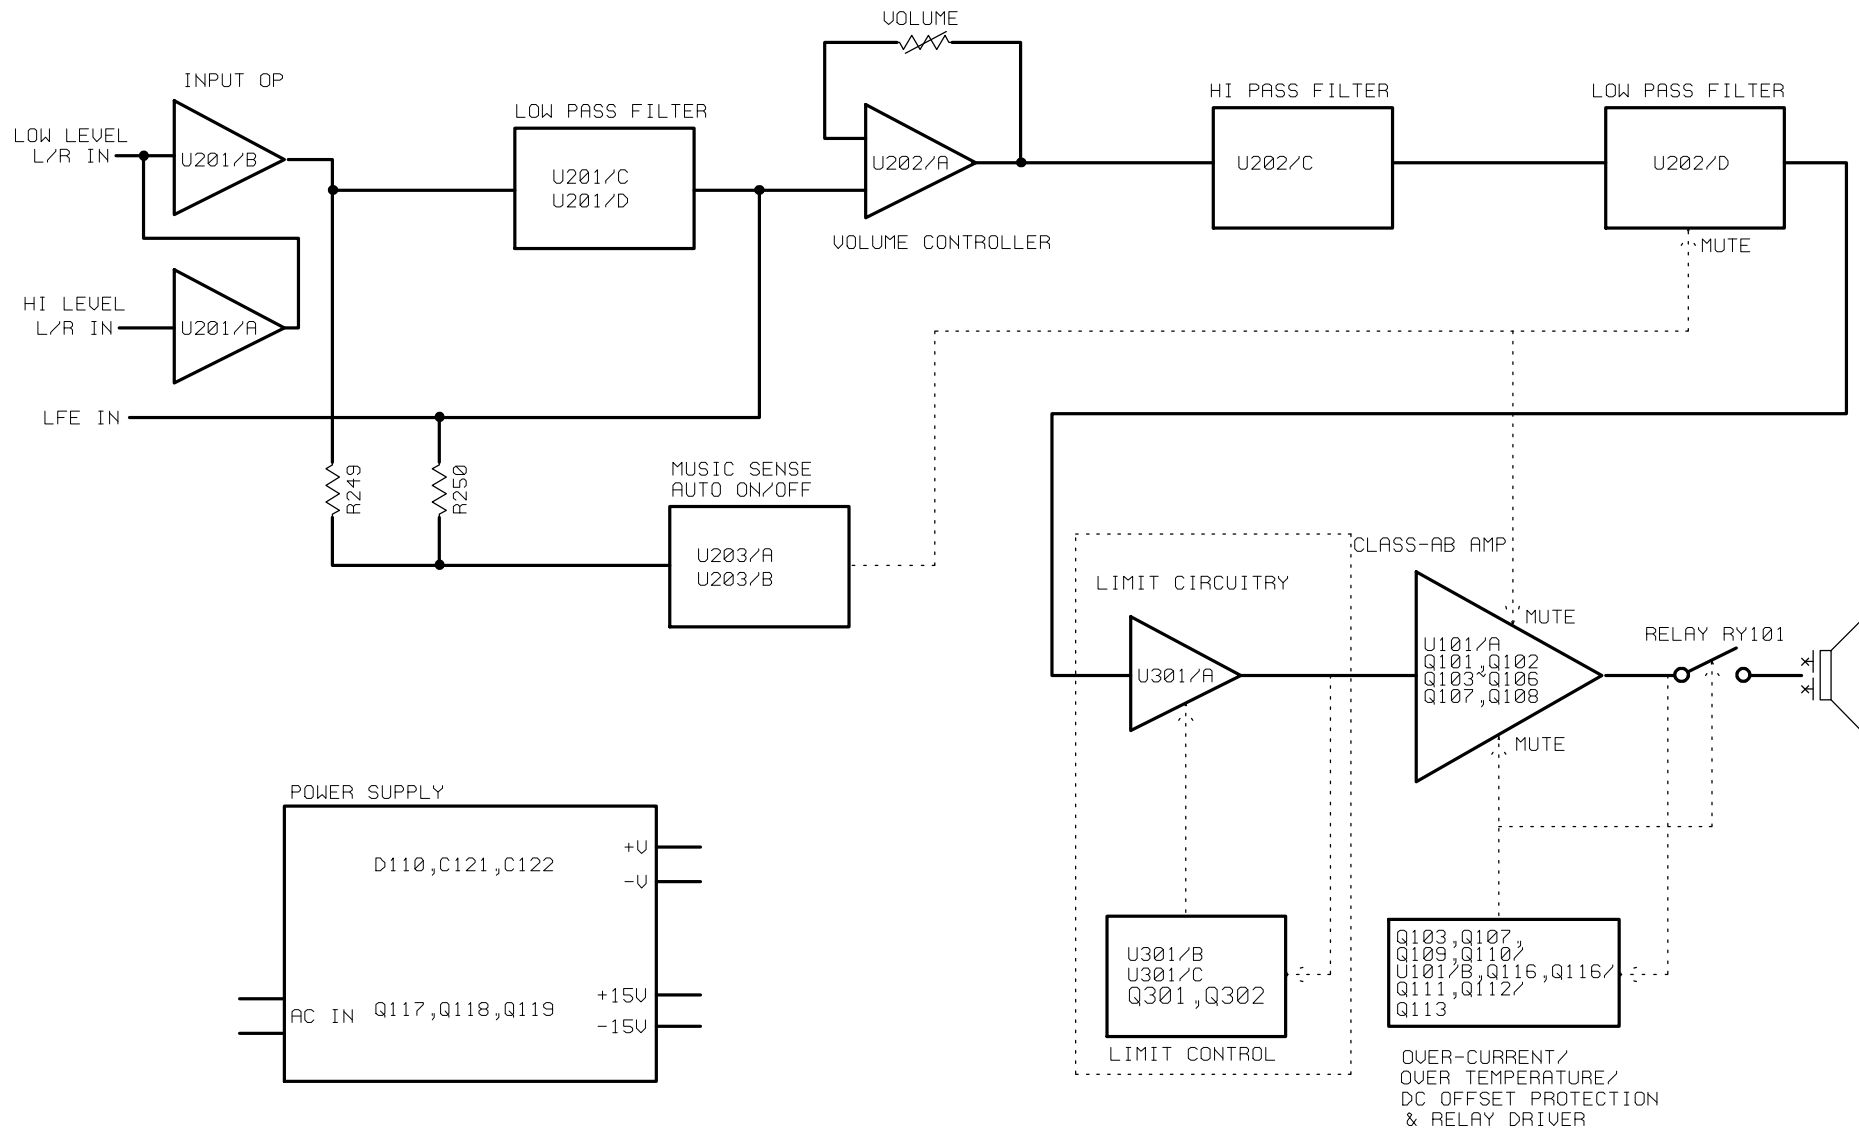 VOLUME
INPUT OP
LOW LEVEL
L/R IN
U201/B
LOW PASS FILTER
U201/C
U201/D
U202/A
VOLUME CONTROLLER
HI PASS FILTER
U202/C
LOW PASS FILTER
U202/D
MUTE
HI LEVEL
L/R IN
U201/A
LFE IN
R249
R250
MUSIC SENSE
AUTO ON/OFF
U203/A
U203/B
LIMIT CIRCUITRY
U301/A
CLASS-AB AMP
MUTE
U101/A
Q101,Q102
Q103~Q106
Q107,Q108
MUTE
RELAY RY101
POWER SUPPLY
D110,C121,C122
+V
-V
Q117,Q118,Q119
+15V
-15V
AC IN
U301/B
U301/C
Q301,Q302
LIMIT CONTROL
Q103,Q107,
Q109,Q110/
U101/B,Q116,Q116/
Q111,Q112/
Q113
OVER-CURRENT/
OVER TEMPERATURE/
DC OFFSET PROTECTION
& RELAY DRIVER